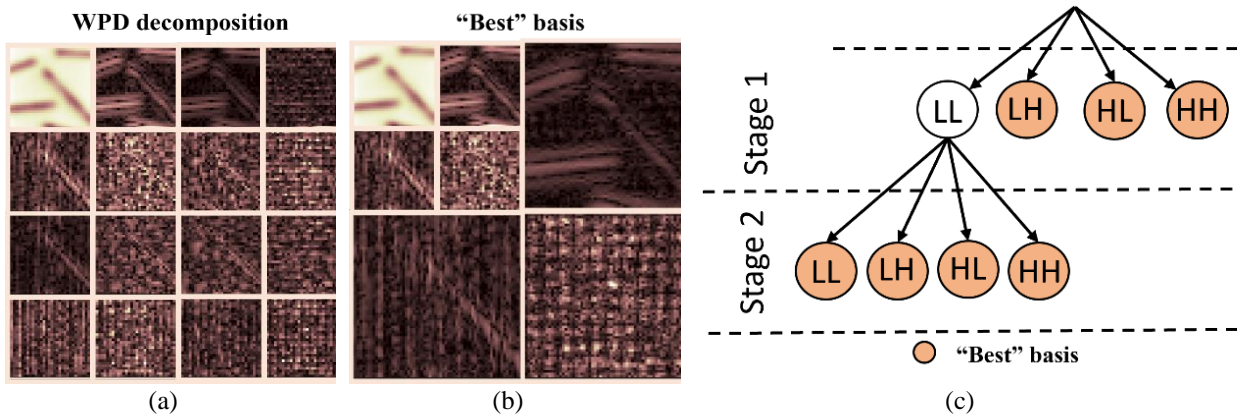 WPD decomposition
“Best” basis
Stage 1
LL
LH
HL
HH
Stage 2
LL
LH
HL
HH
“Best” basis
(a)
(b)
(c)